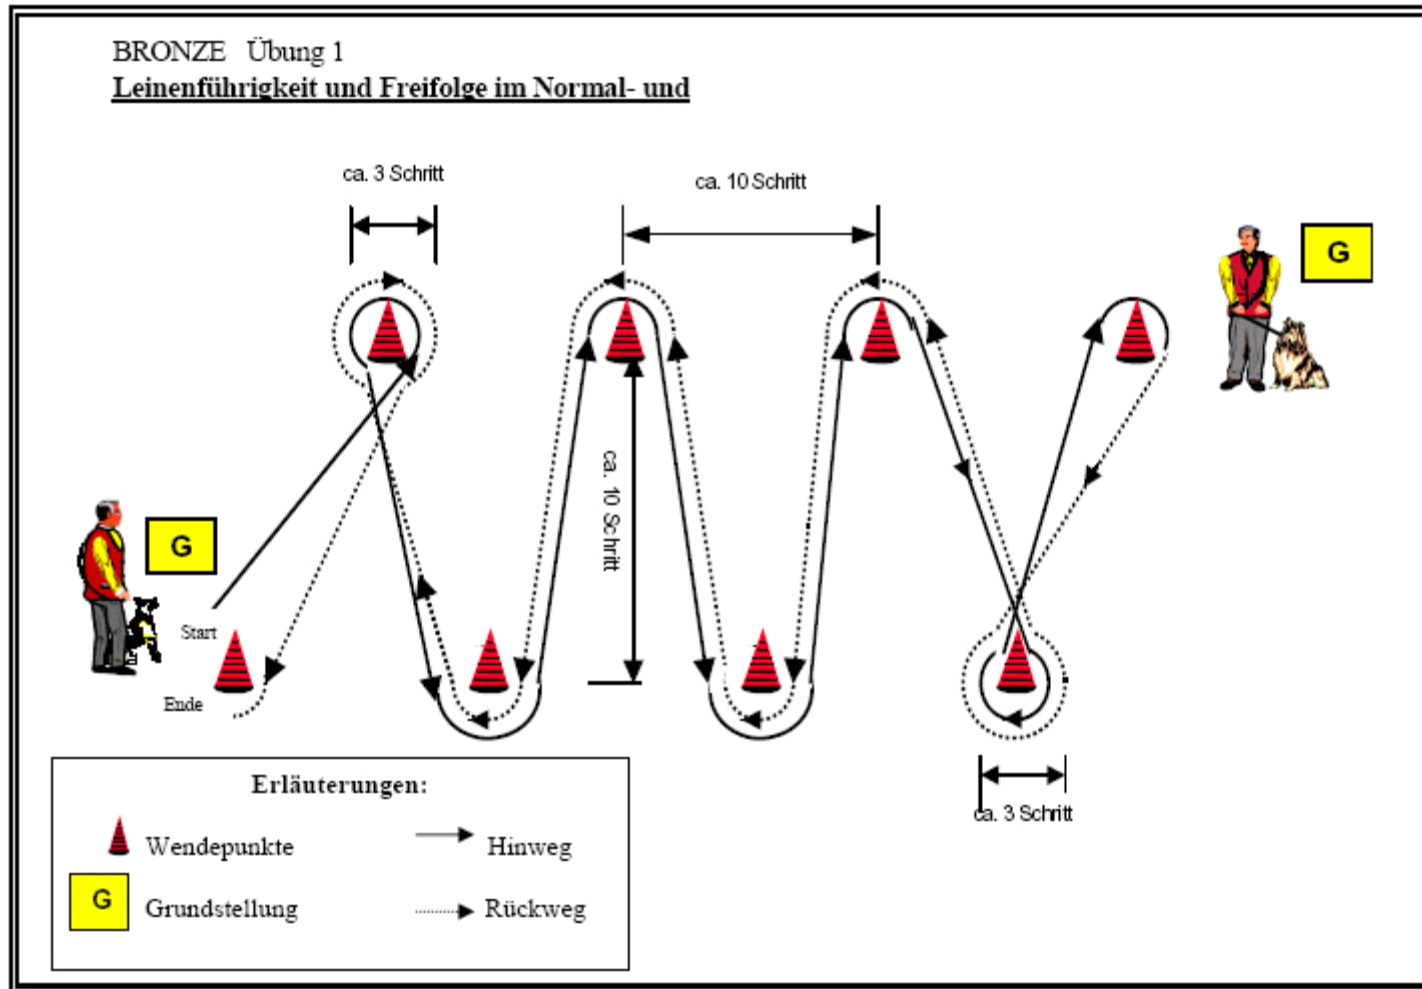 BRONZE Übung 1
Leinenführigkeit und Freifolge im Normal- und
ca. 3 Schritt
ca. 10 Schritt
G
ca. 10 Schritt
G
Start
Ende
ca. 3 Schritt
Erläuterungen:
Wendepunkte
Hinweg
G
Grundstellung
Rückweg